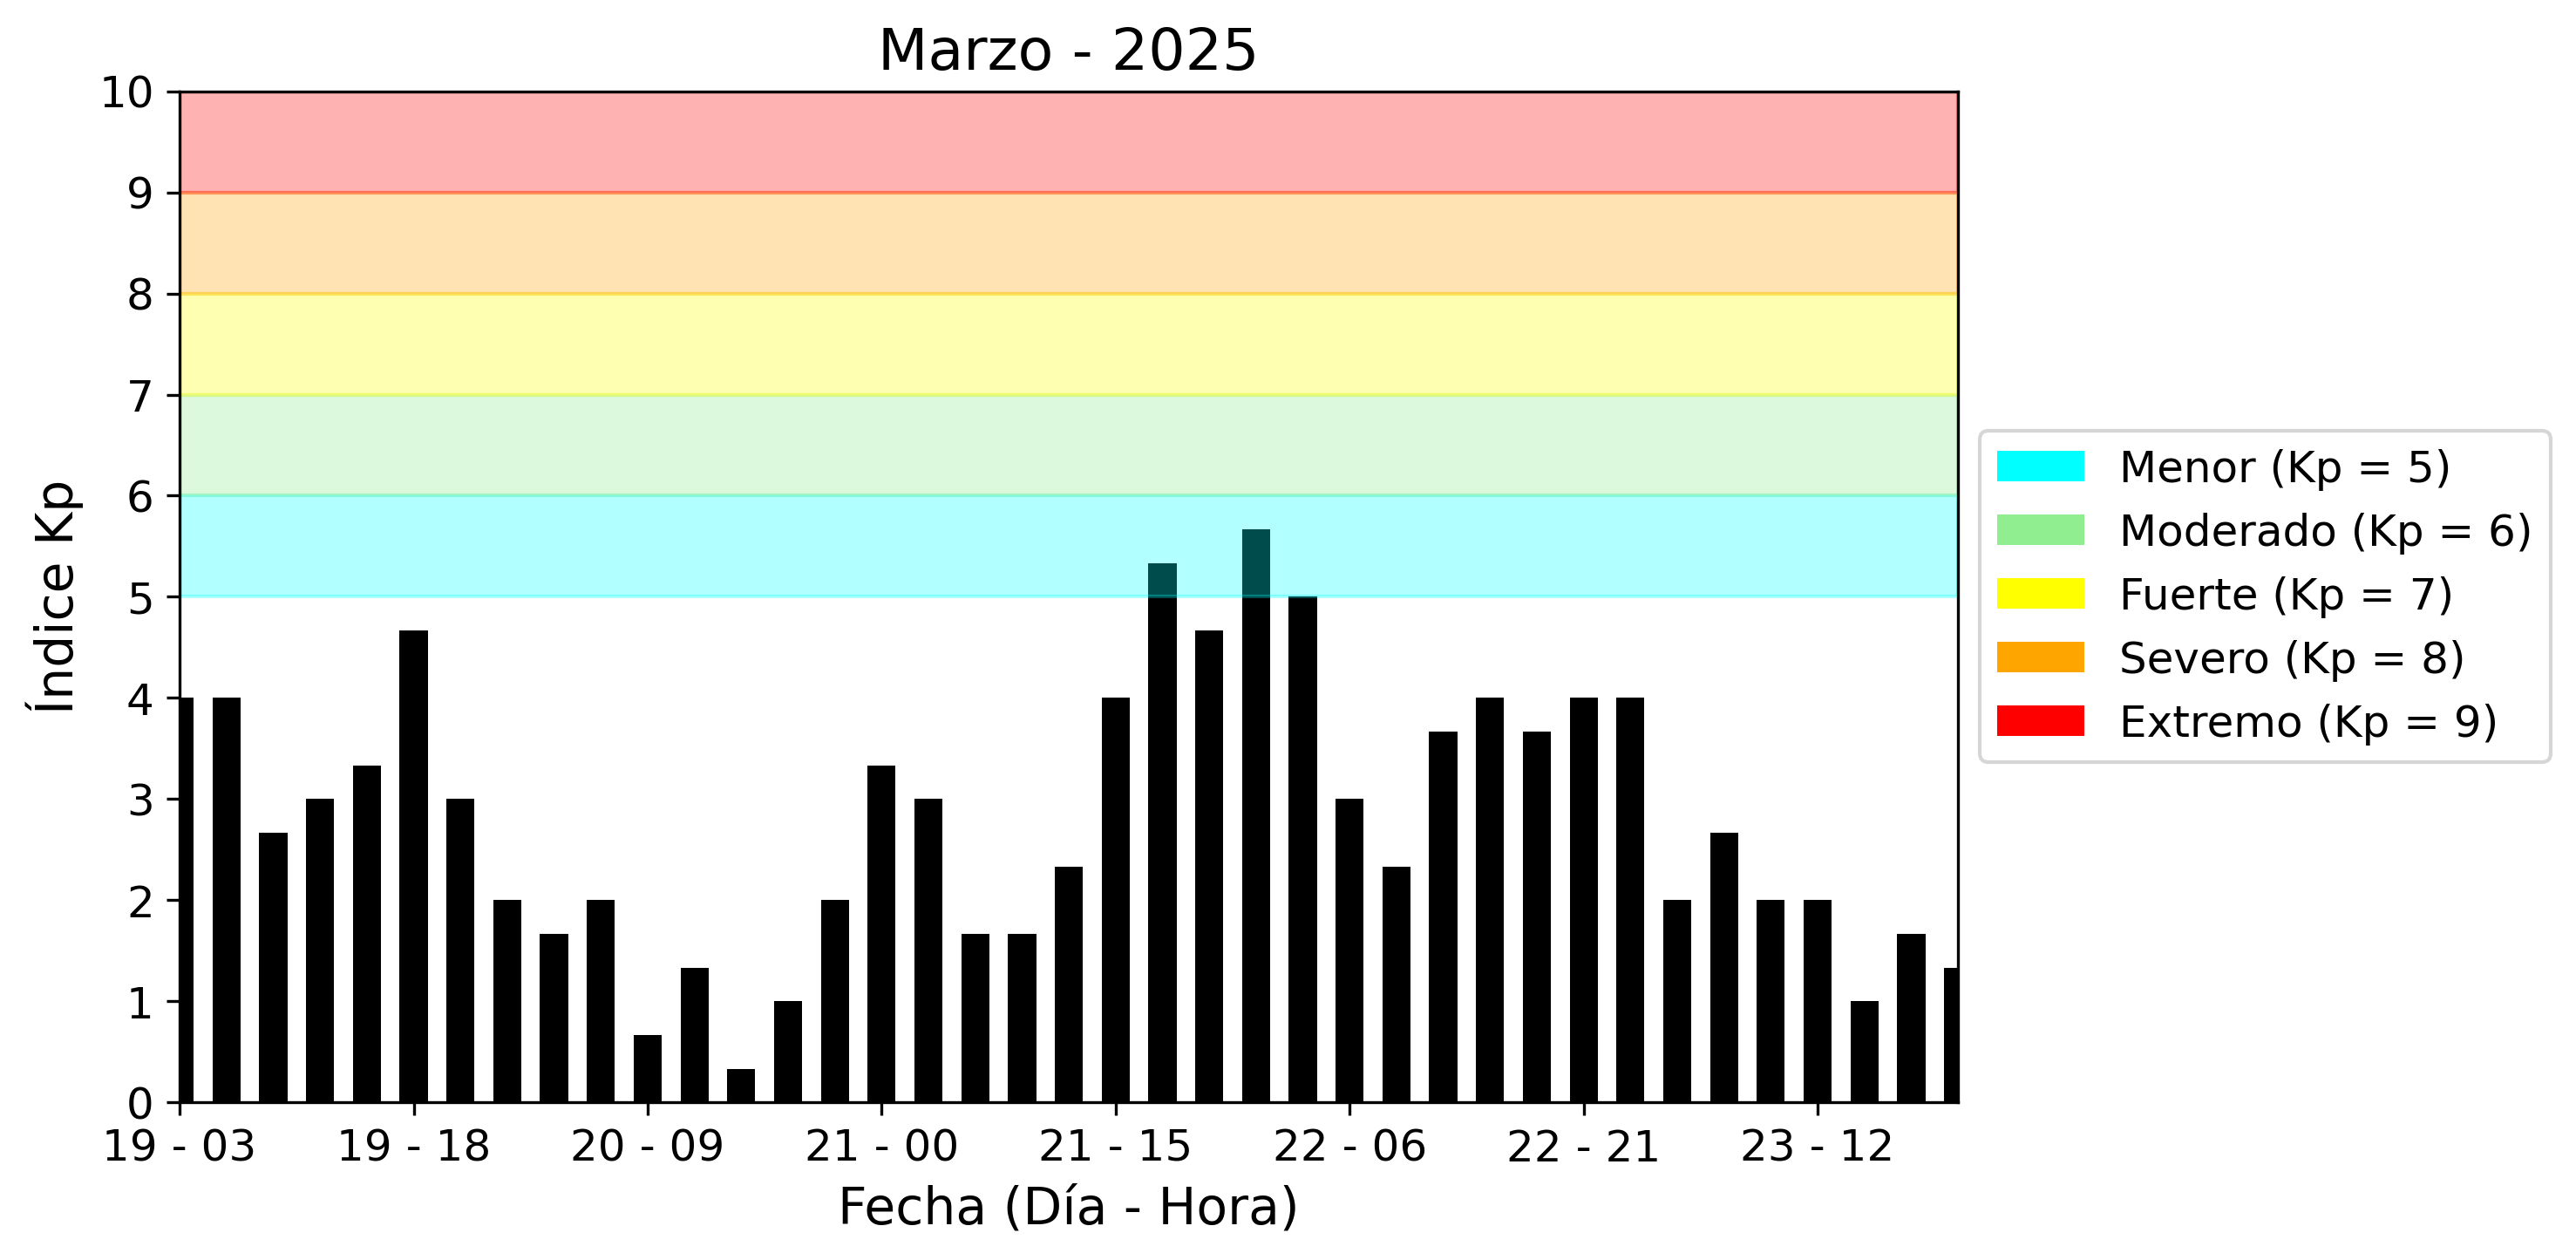 Marzo - 2025
10
9
8
7
6
5
4
3
2
1
0
Índice Kp
19 - 03
19 - 18
20 - 09
21 - 00
21 - 15
22 - 06
22 - 21
23 - 12
Fecha (Día - Hora)
Menor (Kp = 5)
Moderado (Kp = 6)
Fuerte (Kp = 7)
Severo (Kp = 8)
Extremo (Kp = 9)